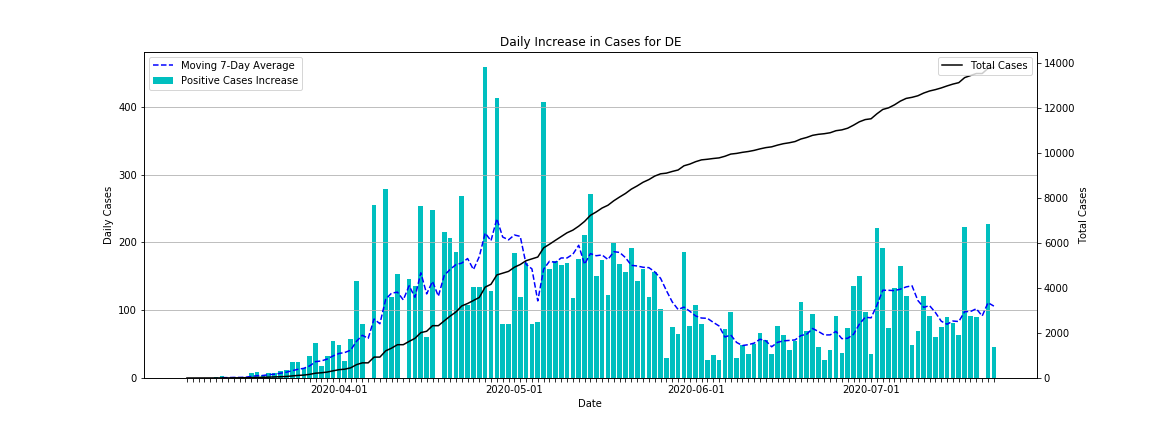 Daily Increase in Cases for DE
Moving 7-Day Average
Positive Cases Increase
Total Cases
400
300
200
100
0
Daily Cases
14000
12000
10000
8000
6000
4000
2000
0
Total Cases
2020-04-01
2020-05-01
2020-06-01
2020-07-01
Date